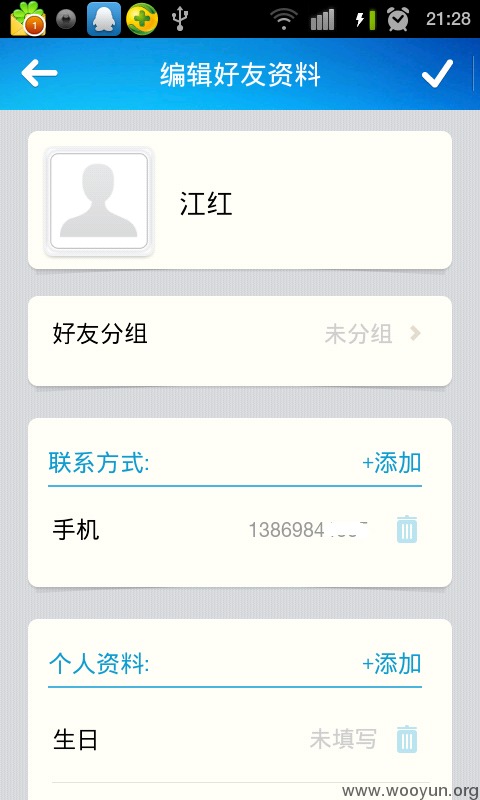 1
21:28
编辑好友资料
江红
好友分组 未分组
联系方式: +添加
手机 1386984
个人资料: +添加
生日 未填写
www.wooyun.org